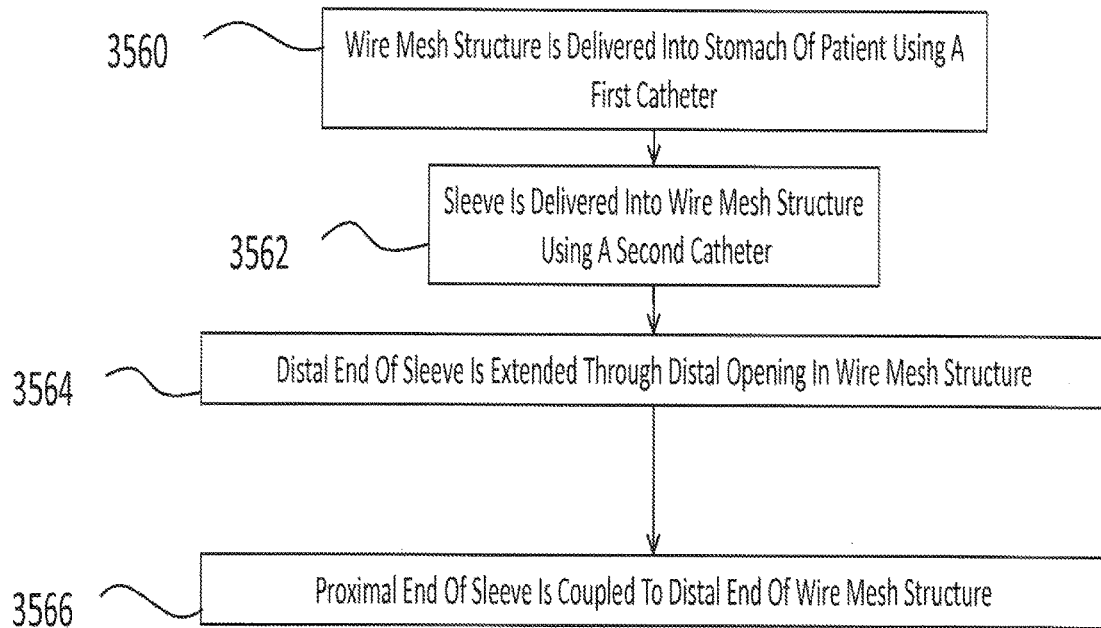 3560
Wire Mesh Structure Is Delivered Into Stomach Of Patient Using A
First Catheter
3562
Sleeve Is Delivered Into Wire Mesh Structure
Using A Second Catheter
3564
Distal End Of Sleeve Is Extended Through Distal Opening In Wire Mesh Structure
3566
Proximal End Of Sleeve Is Coupled To Distal End Of Wire Mesh Structure